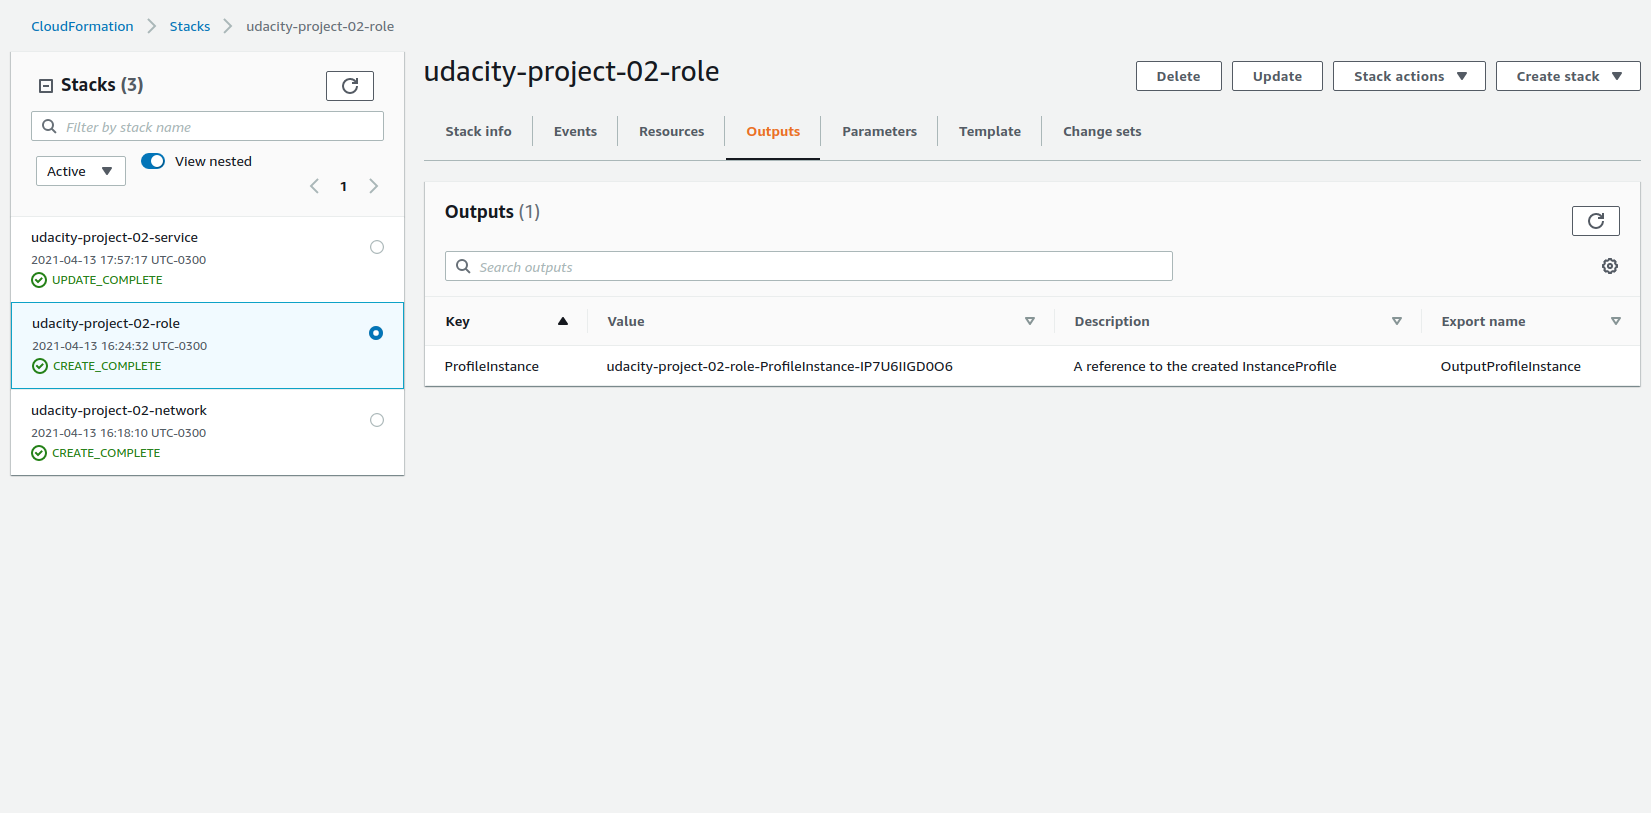 CloudFormation Stacks udacity-project-02-role
Stacks (3)
Filter by stack name
Active
View nested
1
udacity-project-02-service
2021-04-13 17:57:17 UTC-0300
UPDATE_COMPLETE
udacity-project-02-role
2021-04-13 16:24:32 UTC-0300
CREATE_COMPLETE
udacity-project-02-network
2021-04-13 16:18:10 UTC-0300
CREATE_COMPLETE
udacity-project-02-role
Delete Update Stack actions Create stack
Stack info Events Resources Outputs Parameters Template Change sets
Outputs (1)
Search outputs
Key Value Description Export name
ProfileInstance udacity-project-02-role-ProfileInstance-IP7U6IIGD0O6 A reference to the created InstanceProfile OutputProfileInstance